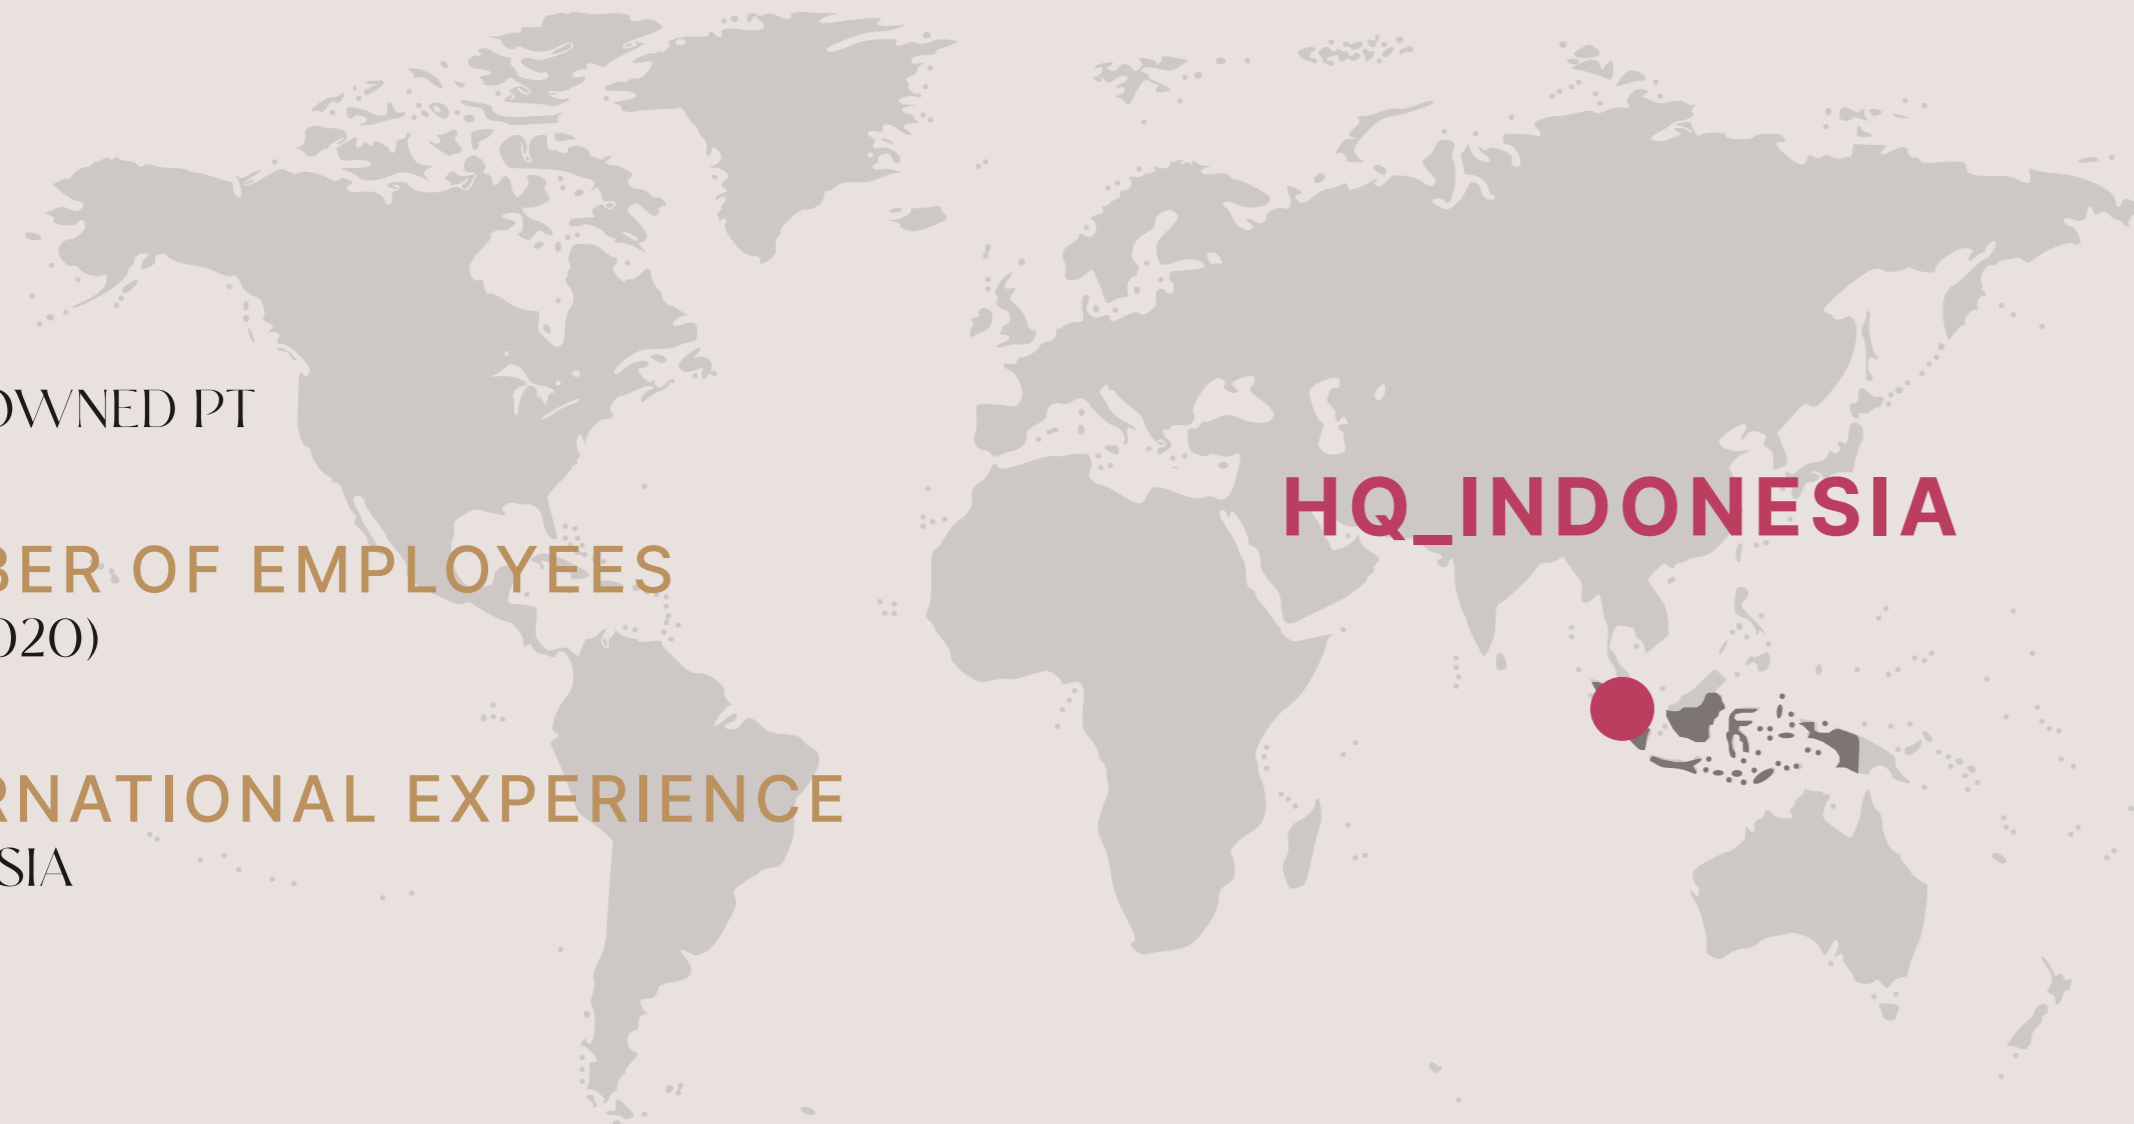 OWNED PT
HQ_INDONESIA
BER OF EMPLOYEES
020)
RNATIONAL EXPERIENCE
SIA